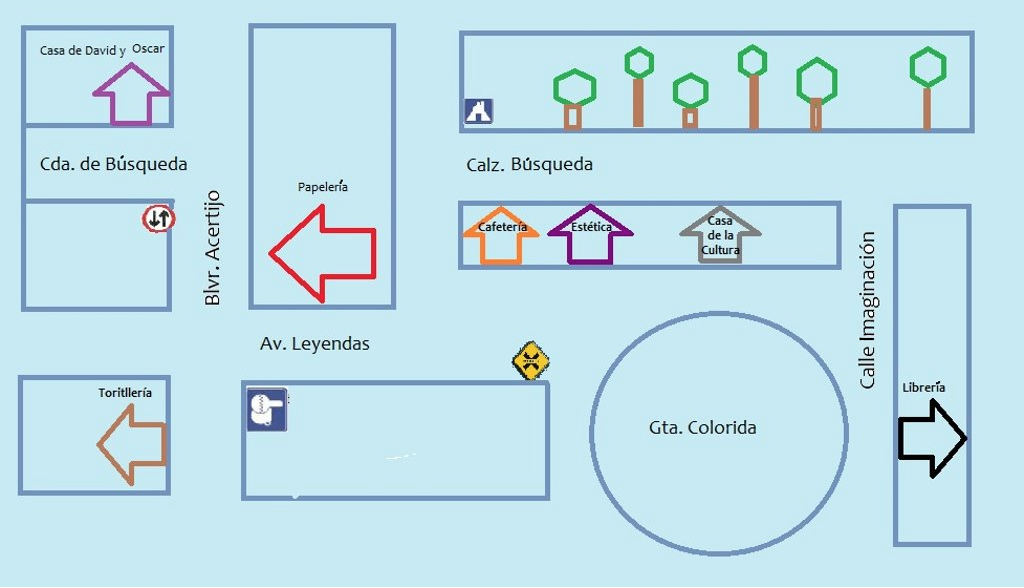 Casa de David y Oscar
Cda. de Búsqueda
Blvr. Acertijo
Papelería
Calz. Búsqueda
Cafetería
Estética
Casa
de la
Cultura
Calle Imaginación
Av. Leyendas
Toritllería
Gta. Colorida
Librería